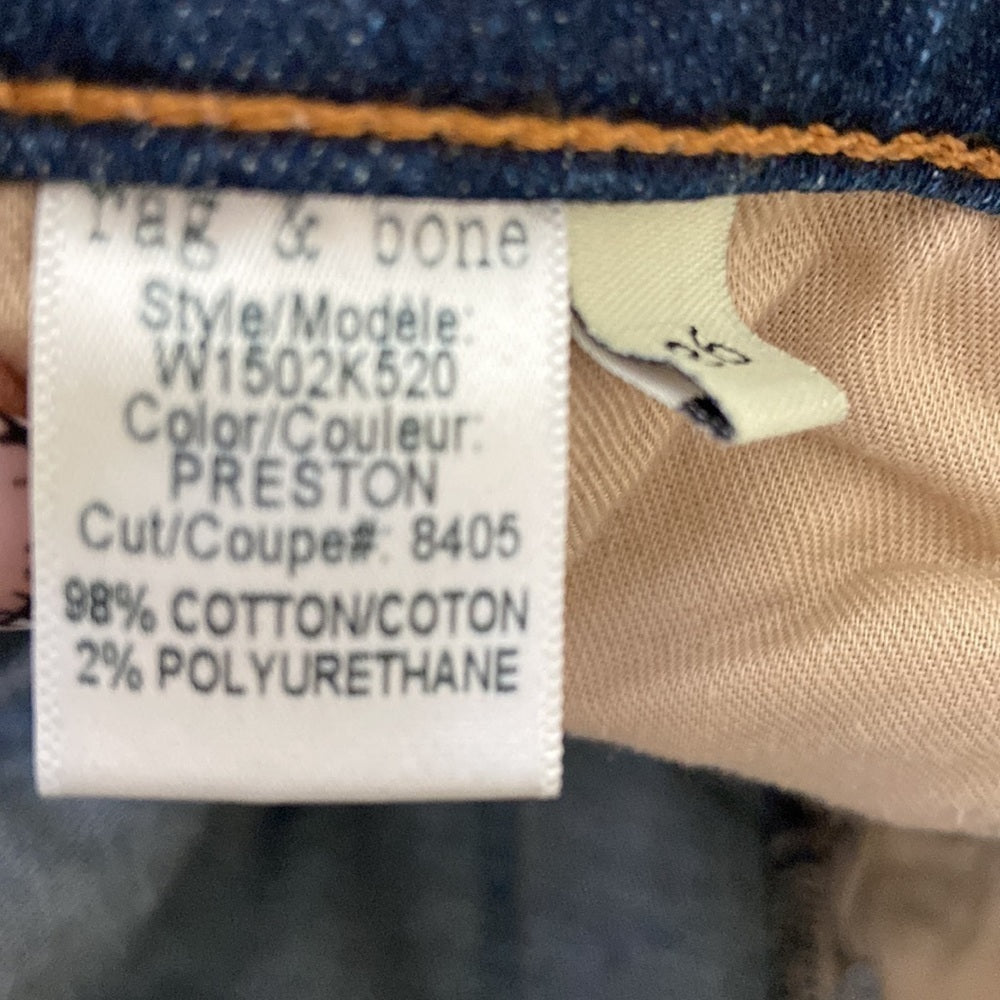 rag & bone
Style/Modèle:
W1502K520
Color/Couleur:
PRESTON
Cut/Coupe#: 8405
98% COTTON/COTON
2% POLYURETHANE